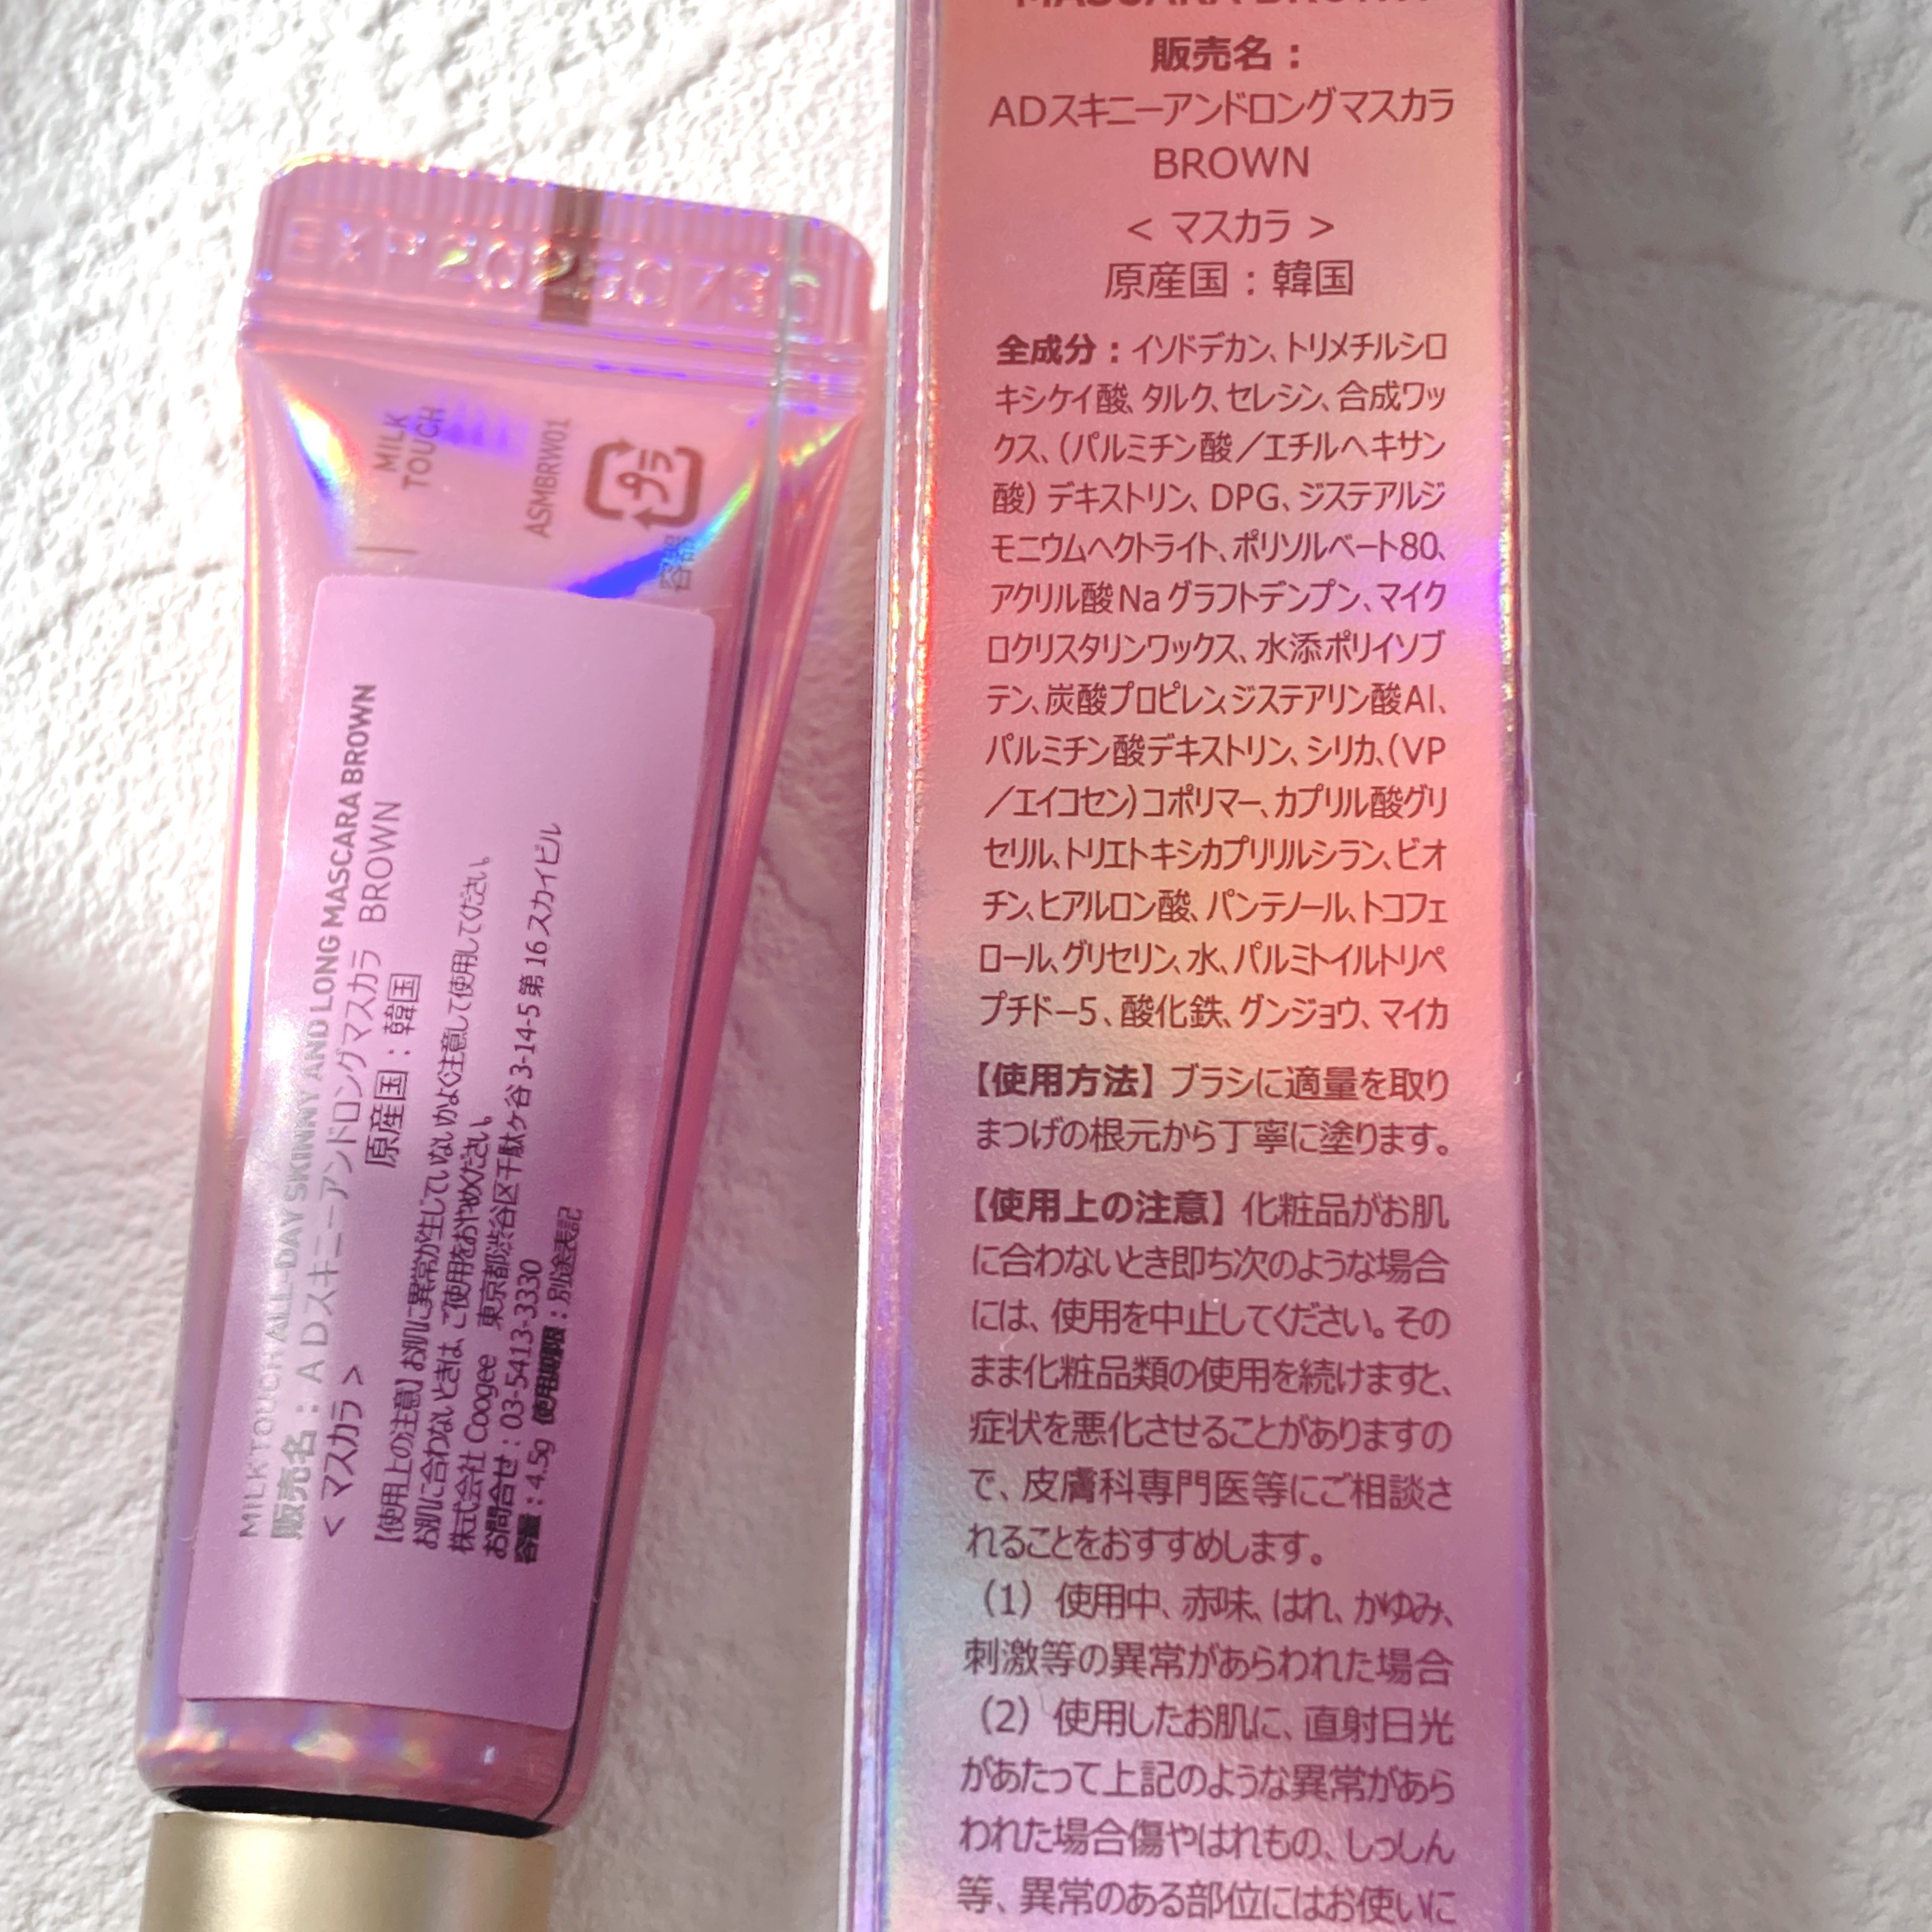 EXP 20250730
MILK
TOUCH
ASMBRW01
プラ
容器
MILKTOUCH ALL-DAY SKINNY AND LONG MASCARA BROWN
販売名：ＡＤスキニーアンドロングマスカラ BROWN
< マスカラ > 原産国：韓国
【使用上の注意】お肌に異常が生じていないかよく注意して使用してください。
お肌に合わないときは、ご使用をおやめください。
株式会社 Coogee 東京都渋谷区千駄ケ谷 3-14-5 第 16 スカイビル
お問合せ：03-5413-3330
容量：4.5g 使用期限：別途表記
MASCARA BROWN
販売名：
ADスキニーアンドロングマスカラ
BROWN
< マスカラ >
原産国：韓国
全成分：イソドデカン、トリメチルシロ
キシケイ酸、タルク、セレシン、合成ワッ
クス、（パルミチン酸／エチルヘキサン
酸）デキストリン、DPG、ジステアルジ
モニウムヘクトライト、ポリソルベート80、
アクリル酸Naグラフトデンプン、マイク
ロクリスタリンワックス、水添ポリイソブ
テン、炭酸プロピレン、ジステアリン酸Al、
パルミチン酸デキストリン、シリカ、（VP
／エイコセン）コポリマー、カプリル酸グリ
セリル、トリエトキシカプリリルシラン、ビオ
チン、ヒアルロン酸、パンテノール、トコフェ
ロール、グリセリン、水、パルミトイルトリペ
プチド－5、酸化鉄、グンジョウ、マイカ
【使用方法】ブラシに適量を取り
まつげの根元から丁寧に塗ります。
【使用上の注意】化粧品がお肌
に合わないとき即ち次のような場合
には、使用を中止してください。その
まま化粧品類の使用を続けますと、
症状を悪化させることがありますの
で、皮膚科専門医等にご相談さ
れることをおすすめします。
（1）使用中、赤味、はれ、かゆみ、
刺激等の異常があらわれた場合
（2）使用したお肌に、直射日光
があたって上記のような異常があら
われた場合傷やはれもの、しっしん
等、異常のある部位にはお使いに